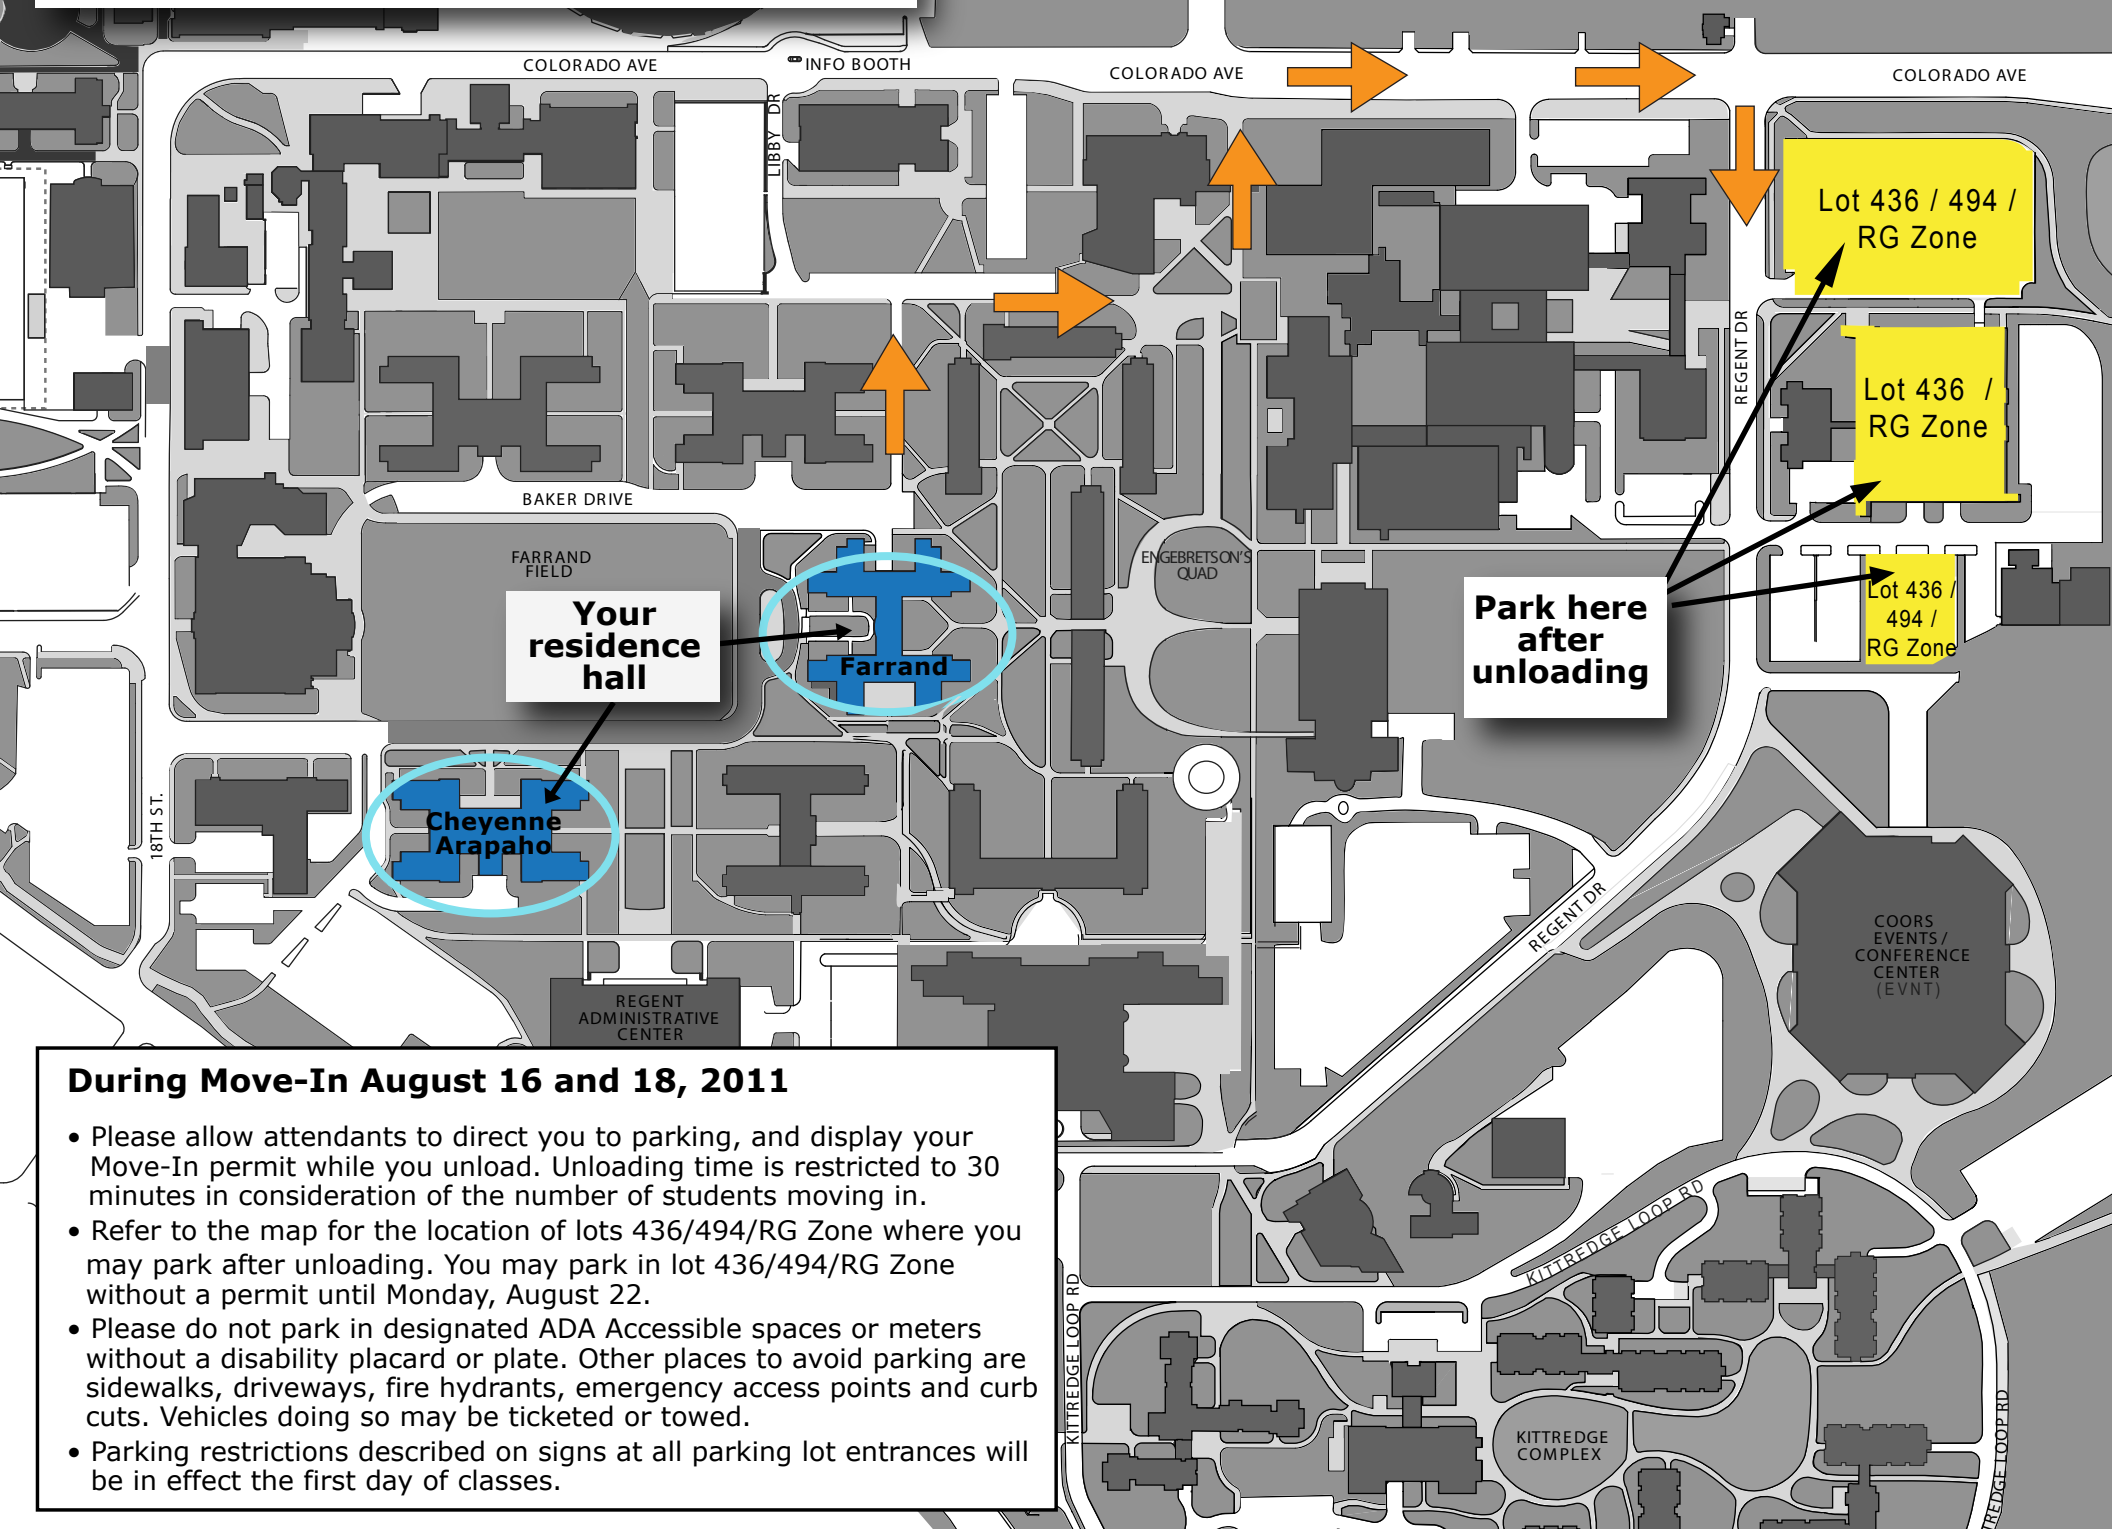 COLORADO AVE
INFO BOOTH
COLORADO AVE
COLORADO AVE
LIBBY DR
Lot 436 / 494 /
RG Zone
REGENT DR
Lot 436 /
RG Zone
BAKER DRIVE
FARRAND
FIELD
ENGEBRETSON'S
QUAD
Your
residence
hall
Farrand
Park here
after
unloading
Lot 436 /
494 /
RG Zone
Cheyenne
Arapaho
18TH ST.
REGENT DR
COORS
EVENTS /
CONFERENCE
CENTER
(EVNT)
REGENT
ADMINISTRATIVE
CENTER
During Move-In August 16 and 18, 2011
• Please allow attendants to direct you to parking, and display your
Move-In permit while you unload. Unloading time is restricted to 30
minutes in consideration of the number of students moving in.
• Refer to the map for the location of lots 436/494/RG Zone where you
may park after unloading. You may park in lot 436/494/RG Zone
without a permit until Monday, August 22.
• Please do not park in designated ADA Accessible spaces or meters
without a disability placard or plate. Other places to avoid parking are
sidewalks, driveways, fire hydrants, emergency access points and curb
cuts. Vehicles doing so may be ticketed or towed.
• Parking restrictions described on signs at all parking lot entrances will
be in effect the first day of classes.
KITTREDGE LOOP RD
KITTREDGE LOOP RD
KITTREDGE
COMPLEX
TREDGE LOOP RD